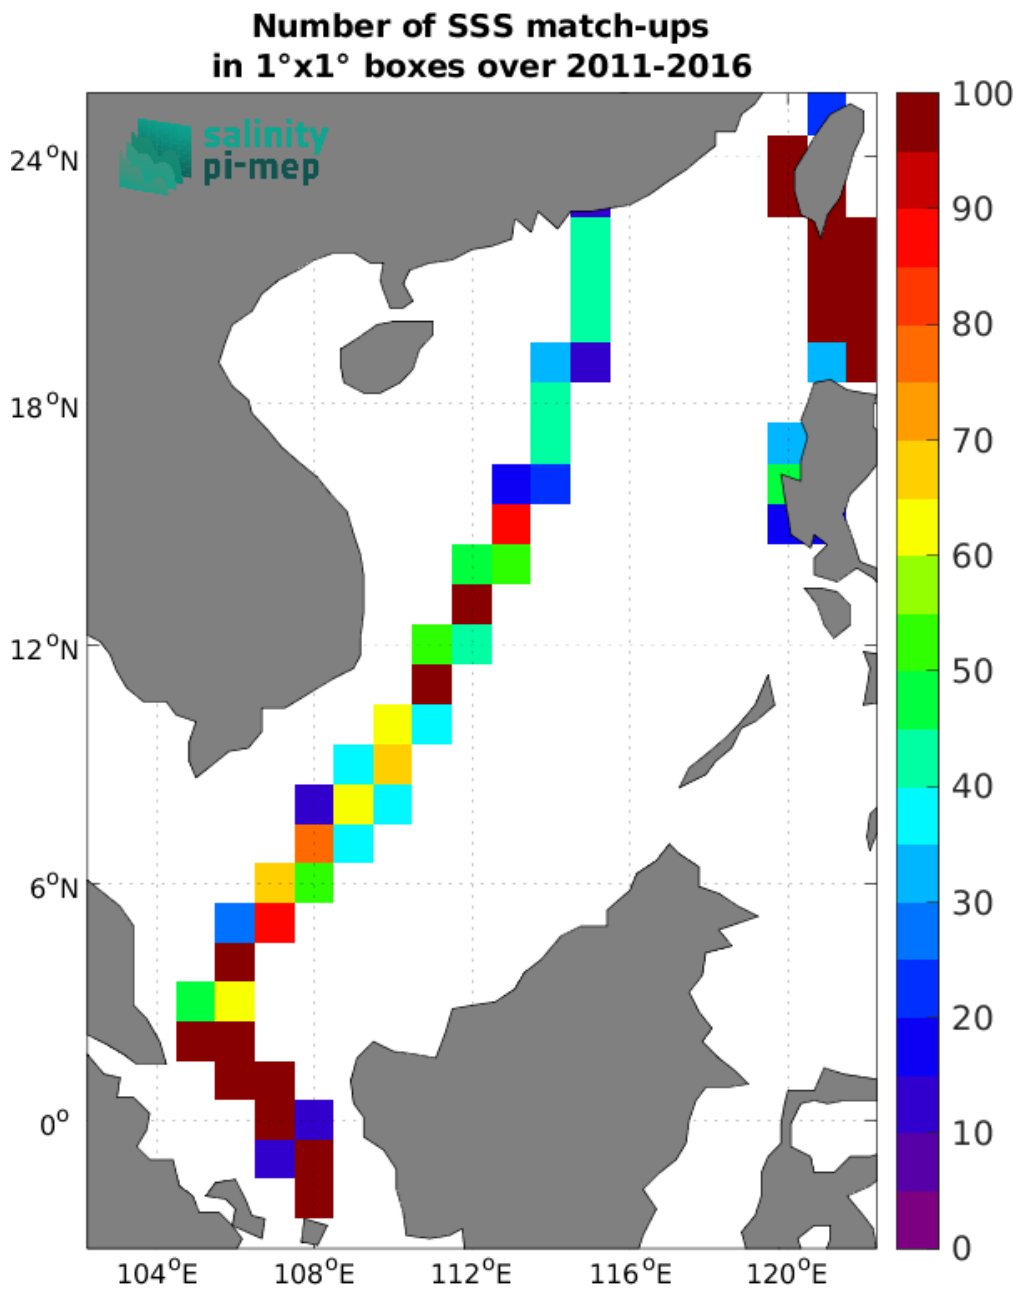 Number of SSS match-ups
in 1°x1° boxes over 2011-2016
salinity
pi-mep
24°N
18°N
12°N
6°N
0°
104°E
108°E
112°E
116°E
120°E
100
90
80
70
60
50
40
30
20
10
0